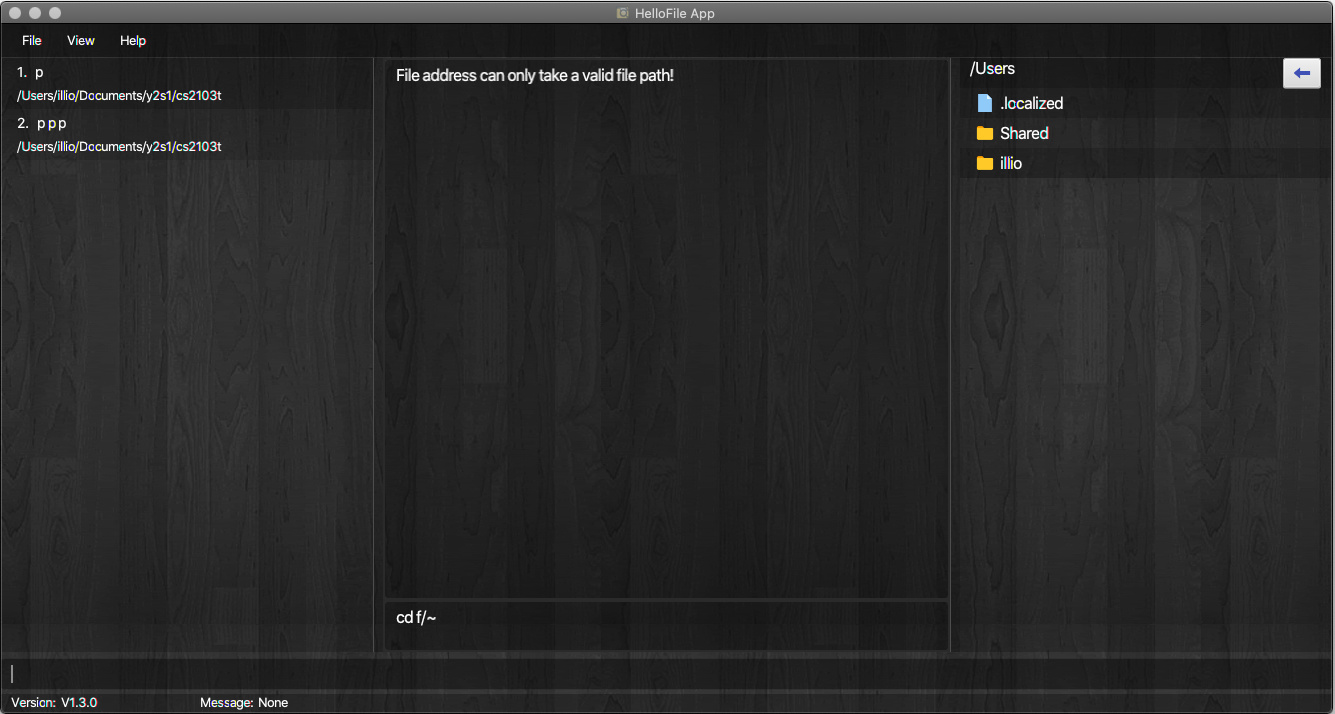 HelloFile App
File View Help
1. p
/Users/illio/Documents/y2s1/cs2103t
2. p p p
/Users/illio/Documents/y2s1/cs2103t
File address can only take a valid file path!
cd f/~
/Users
.localized
Shared
illio
Version: V1.3.0 Message: None